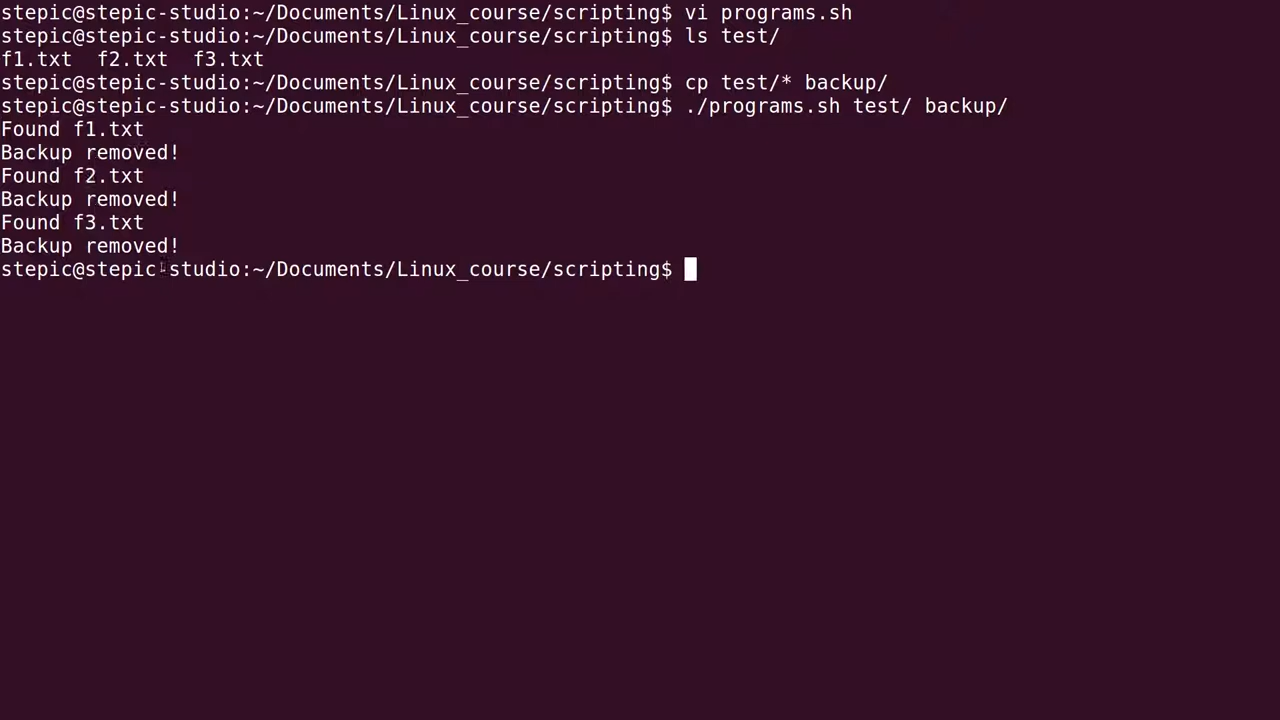 stepic@stepic-studio:~/Documents/Linux_course/scripting$ vi programs.sh
stepic@stepic-studio:~/Documents/Linux_course/scripting$ ls test/
f1.txt  f2.txt  f3.txt
stepic@stepic-studio:~/Documents/Linux_course/scripting$ cp test/* backup/
stepic@stepic-studio:~/Documents/Linux_course/scripting$ ./programs.sh test/ backup/
Found f1.txt
Backup removed!
Found f2.txt
Backup removed!
Found f3.txt
Backup removed!
stepic@stepic-studio:~/Documents/Linux_course/scripting$